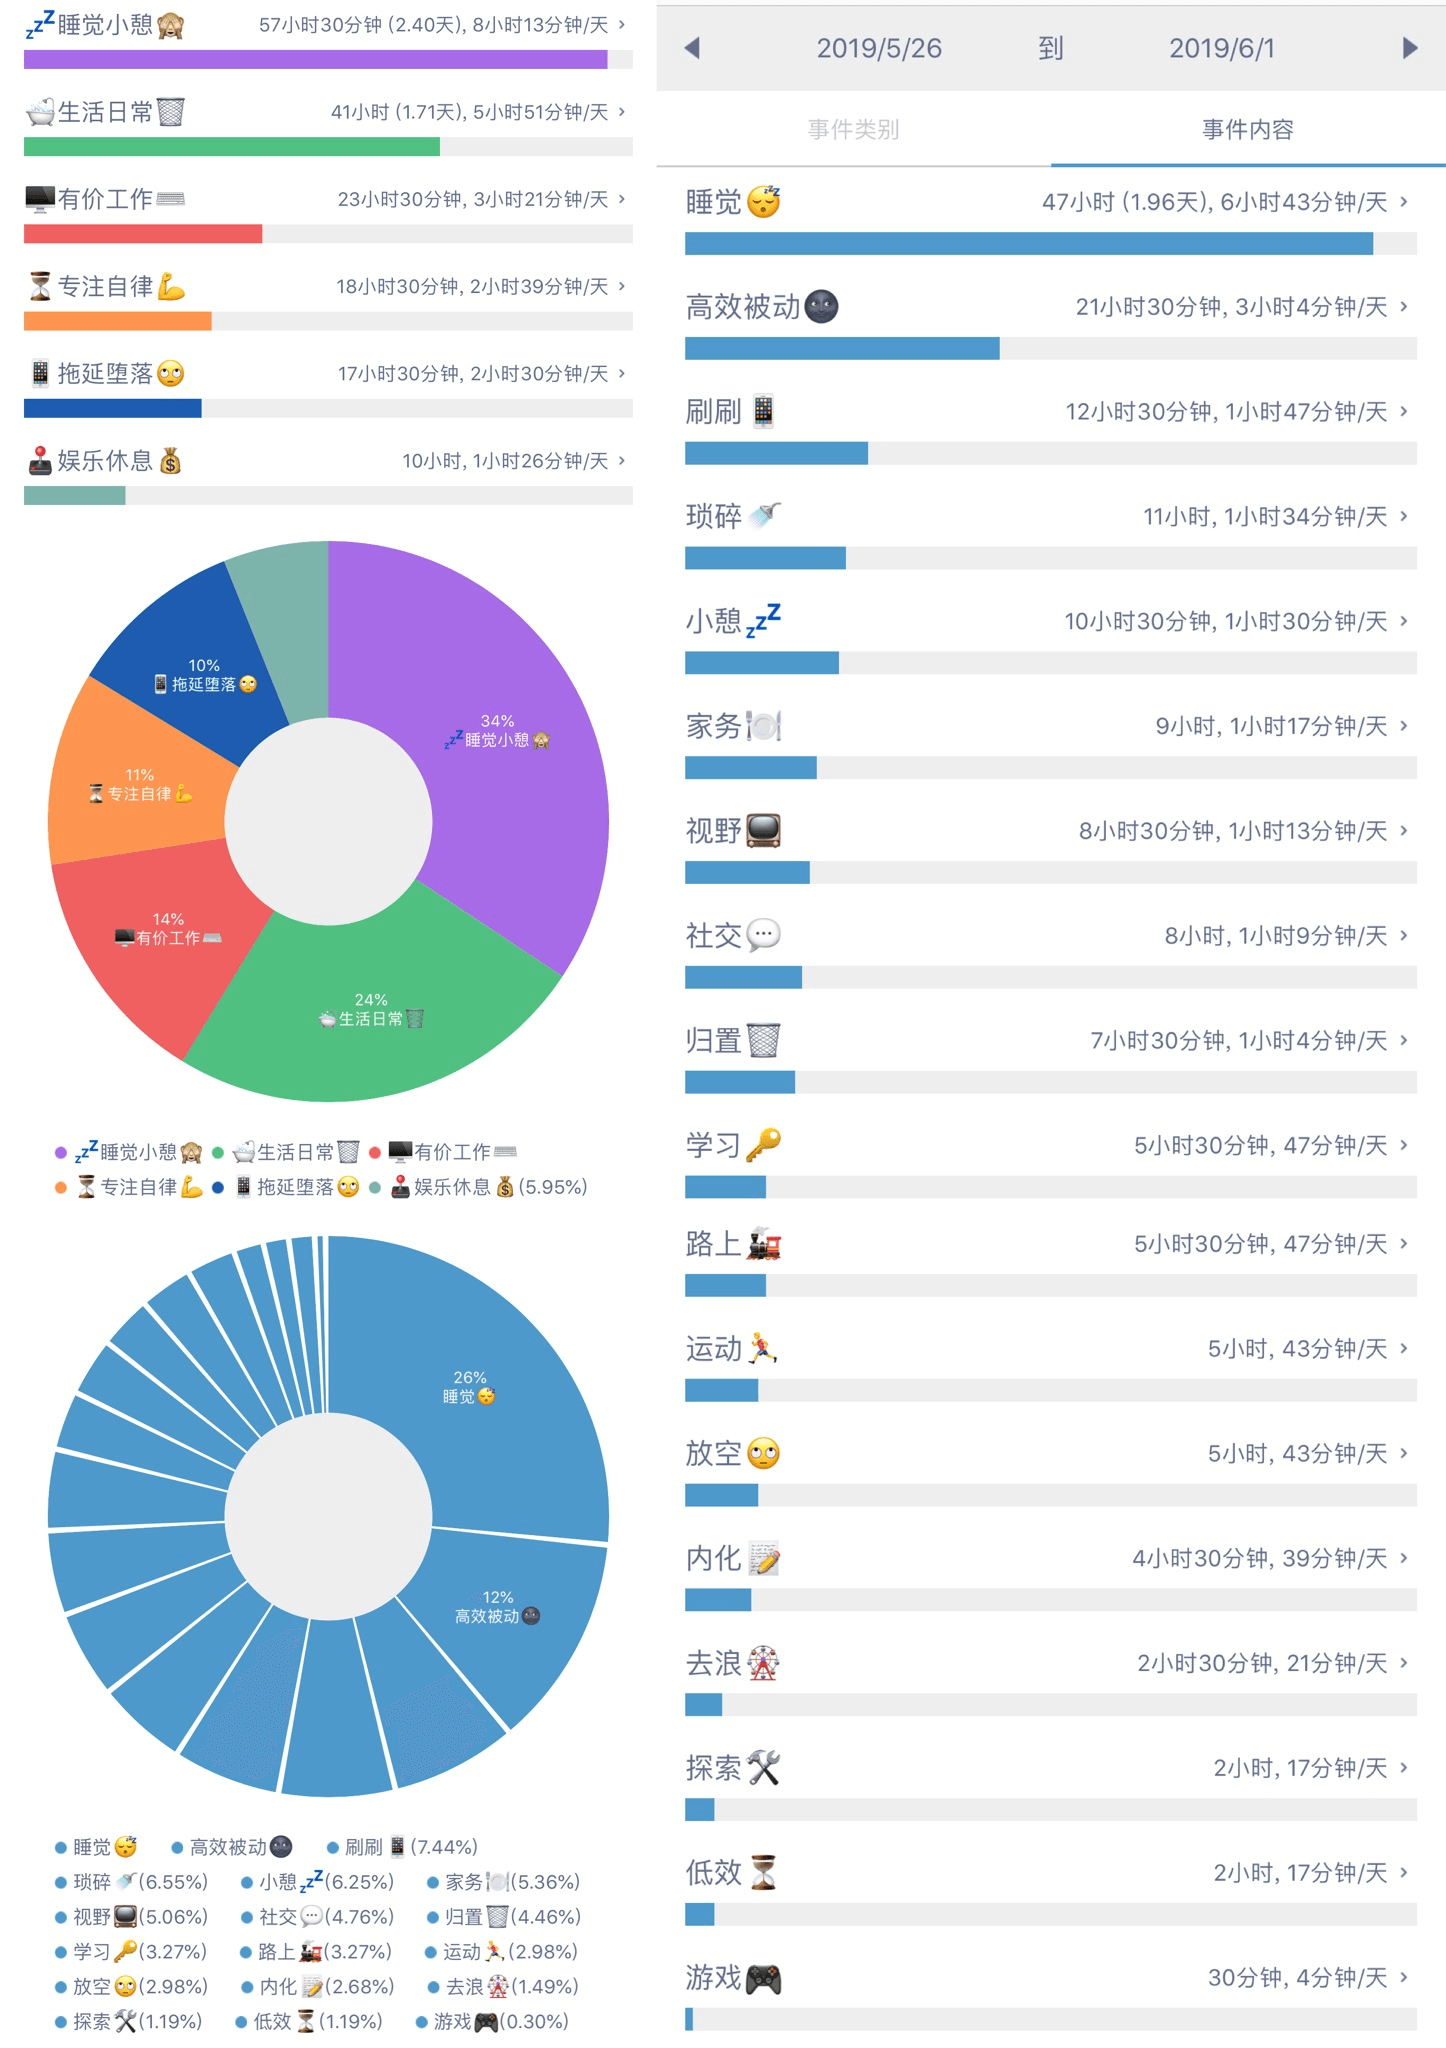 睡觉小憩 57小时30分钟 (2.40天), 8小时13分钟/天
生活日常 41小时 (1.71天), 5小时51分钟/天
有价工作 23小时30分钟, 3小时21分钟/天
专注自律 18小时30分钟, 2小时39分钟/天
拖延堕落 17小时30分钟, 2小时30分钟/天
娱乐休息 10小时, 1小时26分钟/天
10%
拖延堕落
34%
睡觉小憩
11%
专注自律
14%
有价工作
24%
生活日常
睡觉小憩 生活日常 有价工作
专注自律 拖延堕落 娱乐休息(5.95%)
26%
睡觉
12%
高效被动
睡觉 高效被动 刷刷(7.44%)
琐碎(6.55%) 小憩(6.25%) 家务(5.36%)
视野(5.06%) 社交(4.76%) 归置(4.46%)
学习(3.27%) 路上(3.27%) 运动(2.98%)
放空(2.98%) 内化(2.68%) 去浪(1.49%)
探索(1.19%) 低效(1.19%) 游戏(0.30%)
2019/5/26 到 2019/6/1
事件类别 事件内容
睡觉 47小时 (1.96天), 6小时43分钟/天
高效被动 21小时30分钟, 3小时4分钟/天
刷刷 12小时30分钟, 1小时47分钟/天
琐碎 11小时, 1小时34分钟/天
小憩 10小时30分钟, 1小时30分钟/天
家务 9小时, 1小时17分钟/天
视野 8小时30分钟, 1小时13分钟/天
社交 8小时, 1小时9分钟/天
归置 7小时30分钟, 1小时4分钟/天
学习 5小时30分钟, 47分钟/天
路上 5小时30分钟, 47分钟/天
运动 5小时, 43分钟/天
放空 5小时, 43分钟/天
内化 4小时30分钟, 39分钟/天
去浪 2小时30分钟, 21分钟/天
探索 2小时, 17分钟/天
低效 2小时, 17分钟/天
游戏 30分钟, 4分钟/天